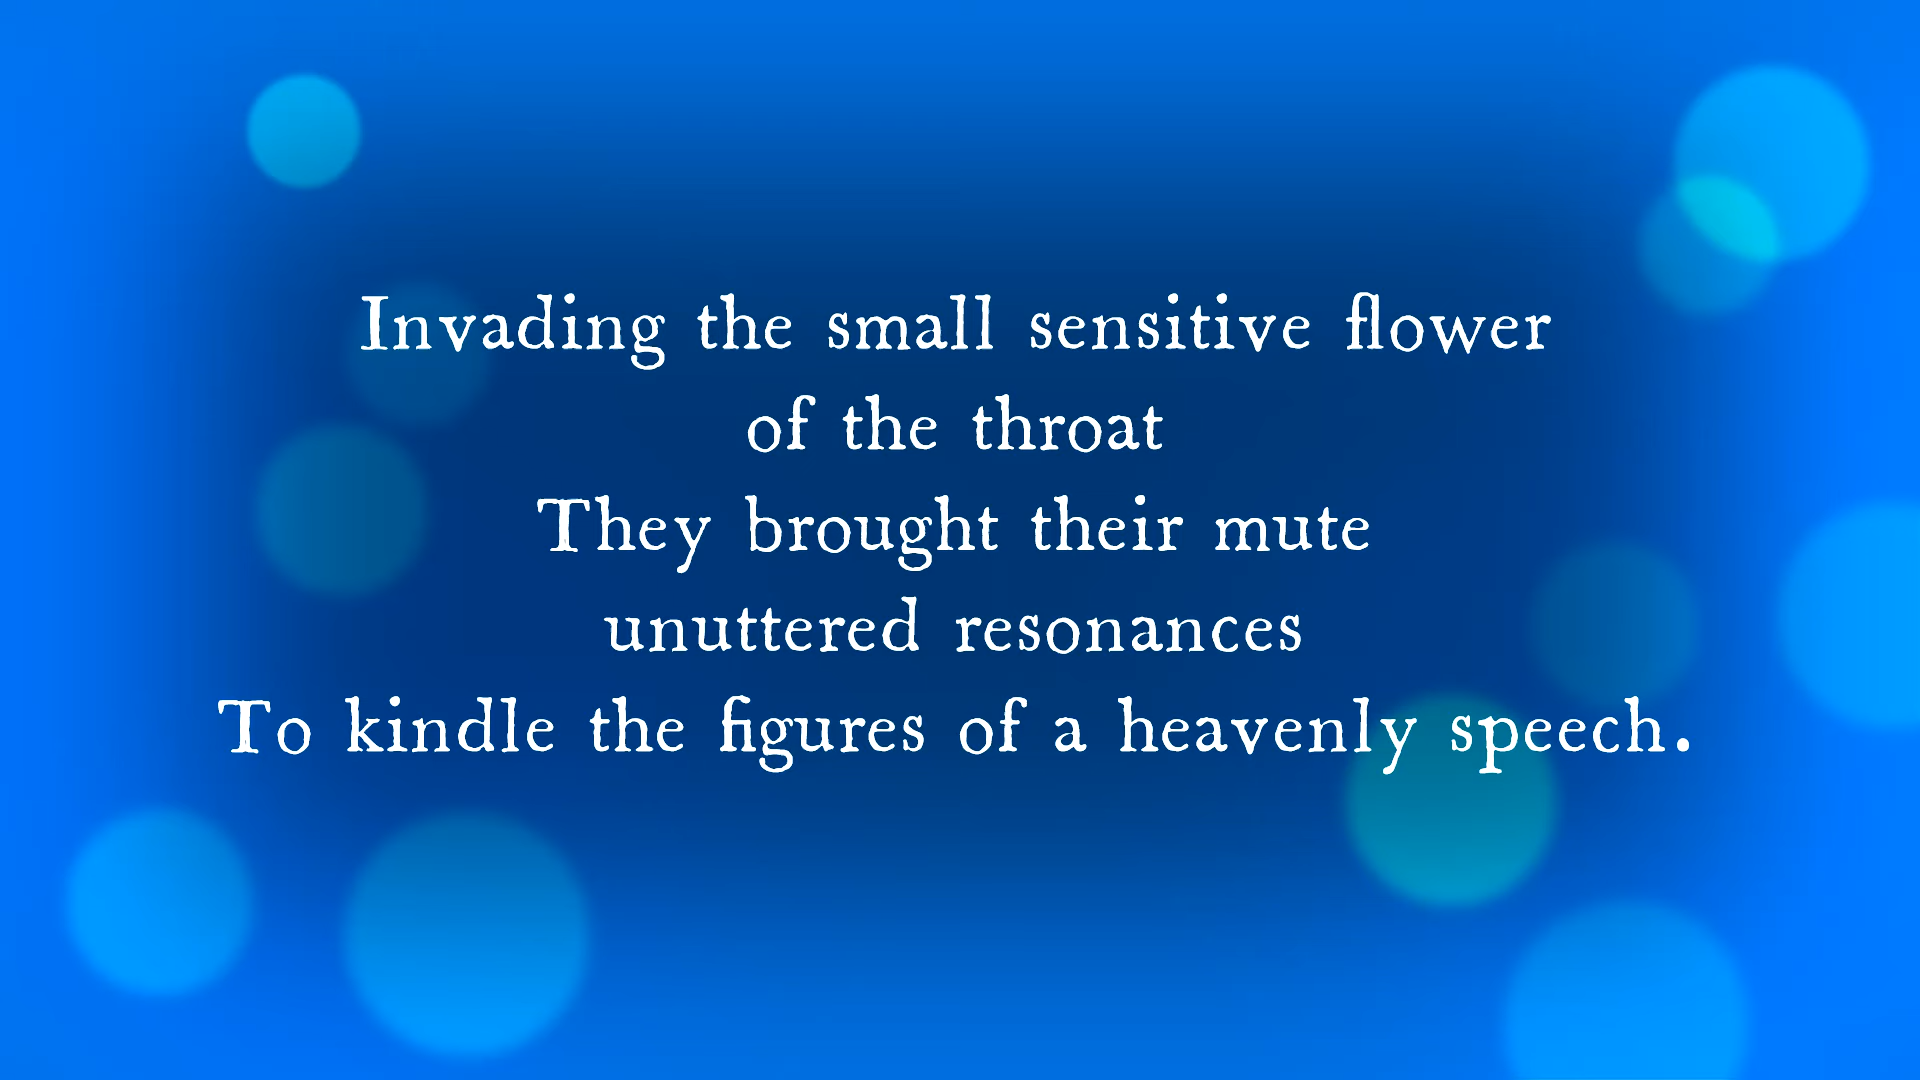 Invading the small sensitive flower
of the throat
They brought their mute
unuttered resonances
To kindle the figures of a heavenly speech.